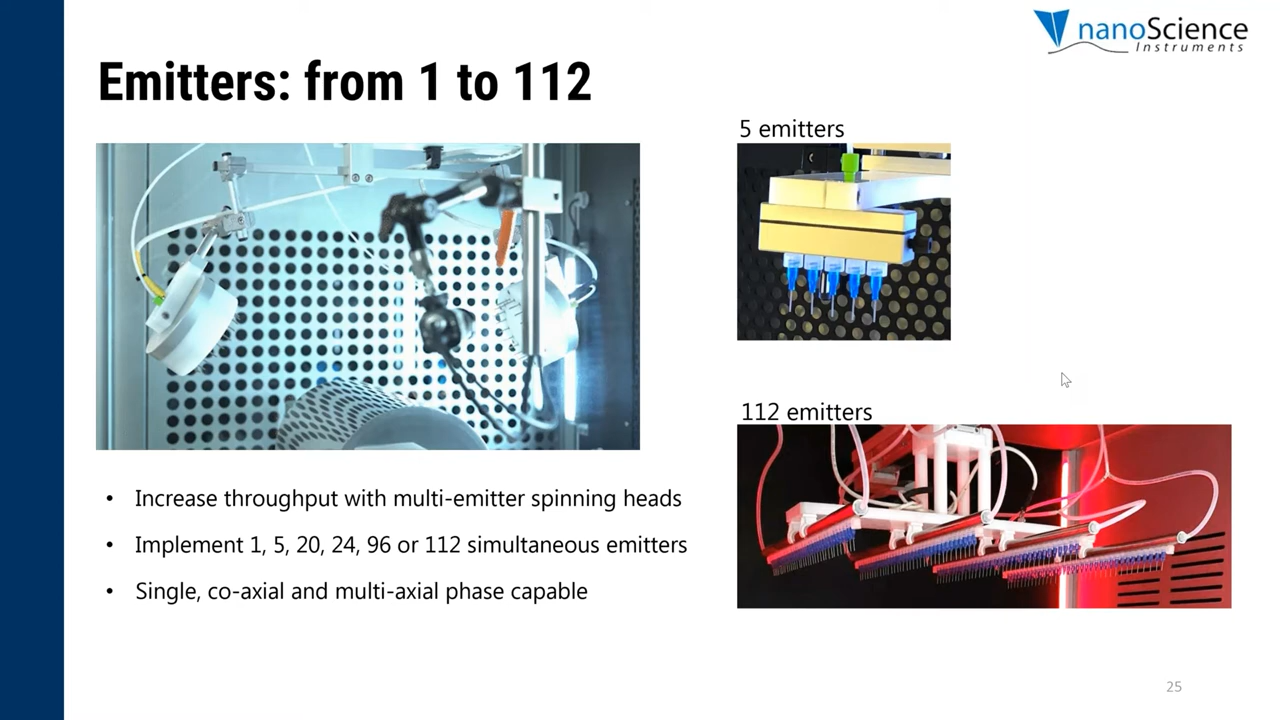 nanoScience
Instruments
Emitters: from 1 to 112
5 emitters
112 emitters
• Increase throughput with multi-emitter spinning heads
• Implement 1, 5, 20, 24, 96 or 112 simultaneous emitters
• Single, co-axial and multi-axial phase capable
25